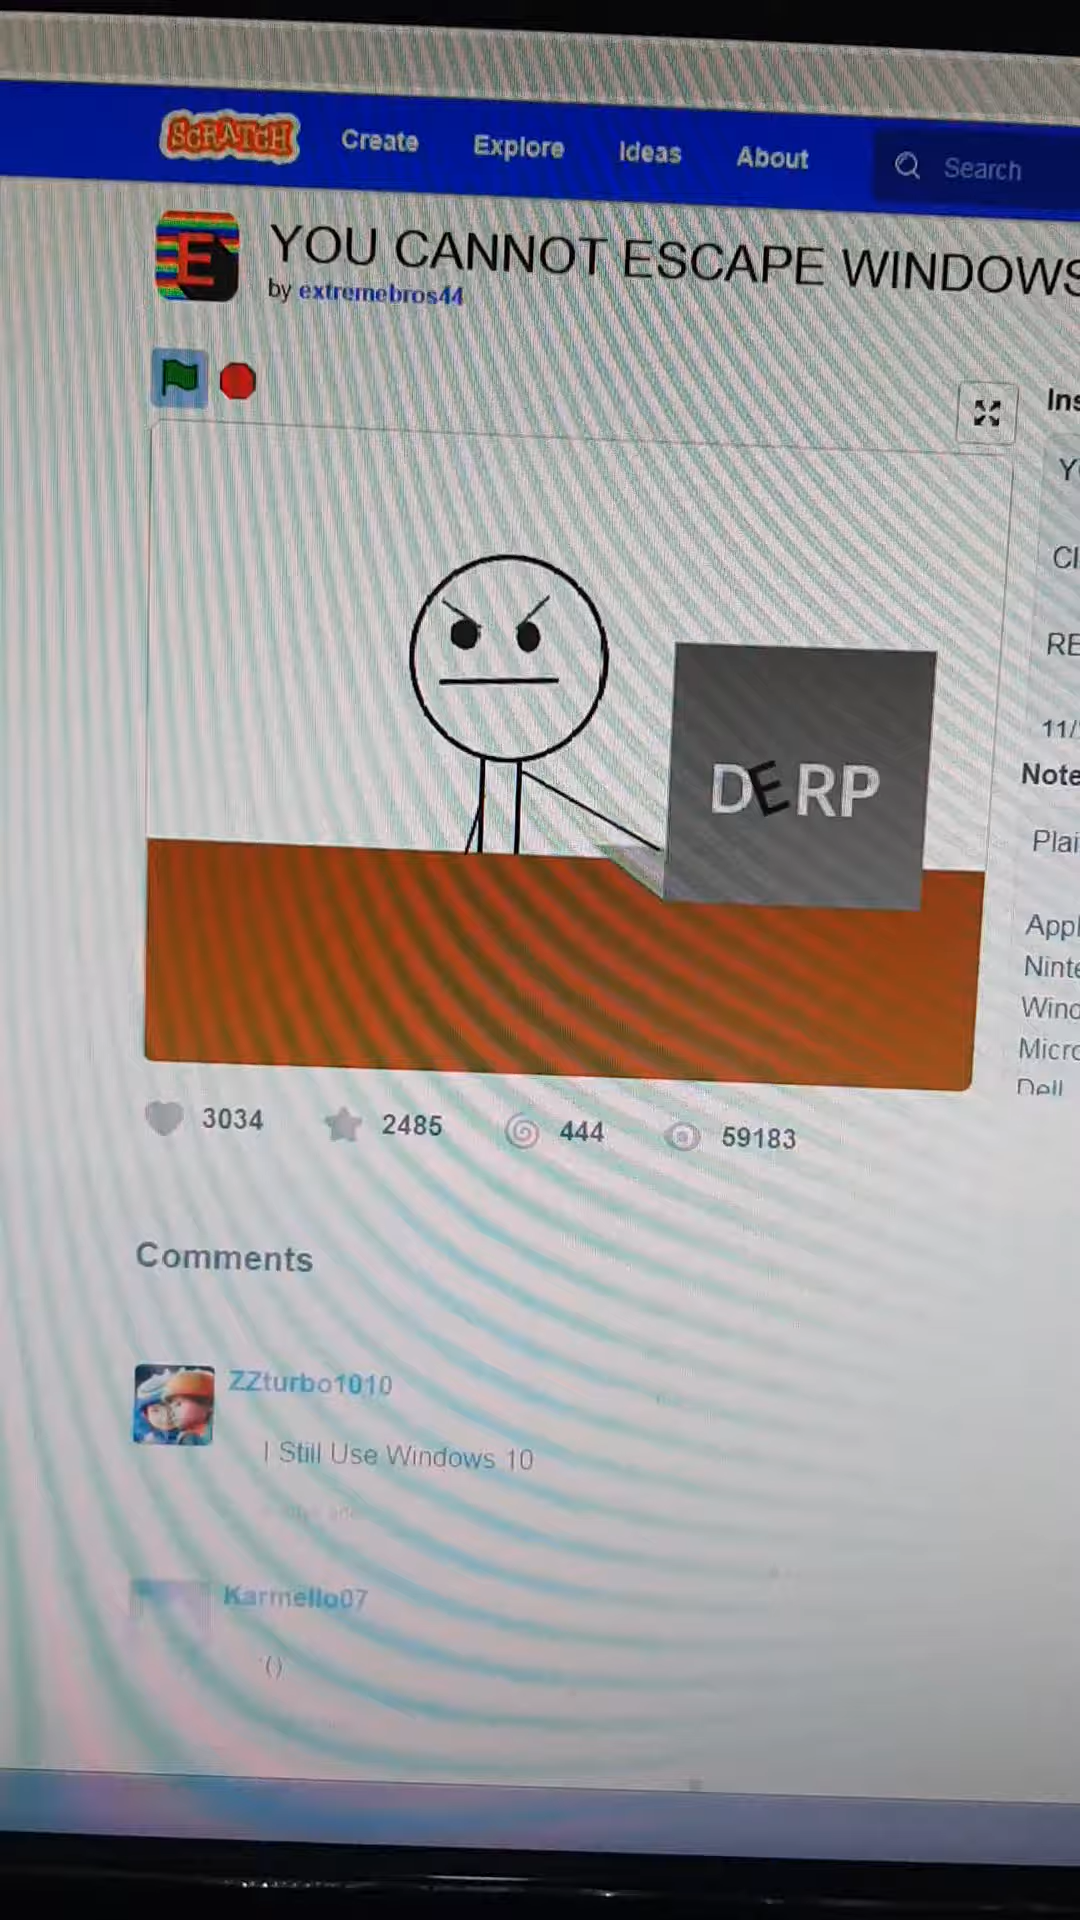 SCRATCH Create Explore Ideas About Search
E
YOU CANNOT ESCAPE WINDOWS
by extremebros44
DERP
Note
Dell
3034 2485 444 59183
Comments
ZZturbo1010
I Still Use Windows 10
Karmello07
()